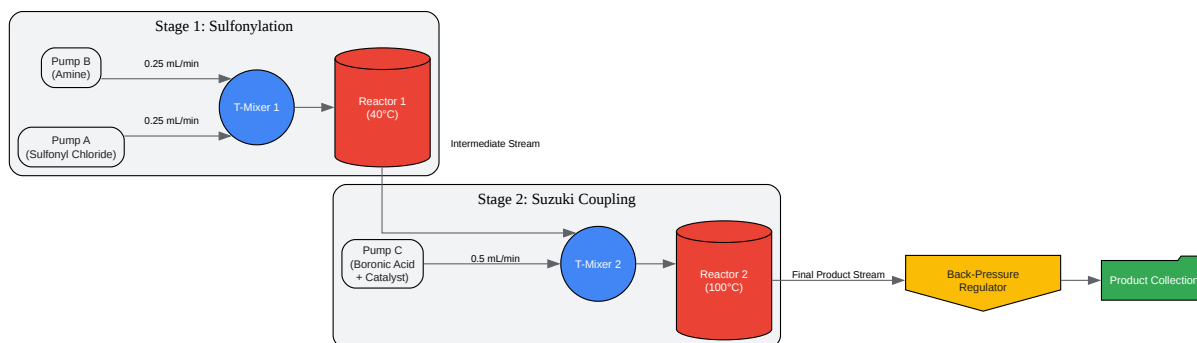 Stage 1: Sulfonylation
Pump B
(Amine)
0.25 mL/min
T-Mixer 1
Reactor 1
(40°C)
0.25 mL/min
Pump A
(Sulfonyl Chloride)
Intermediate Stream
Stage 2: Suzuki Coupling
Pump C
(Boronic Acid
+ Catalyst)
0.5 mL/min
T-Mixer 2
Reactor 2
(100°C)
Final Product Stream
Back-Pressure
Regulator
Product Collection